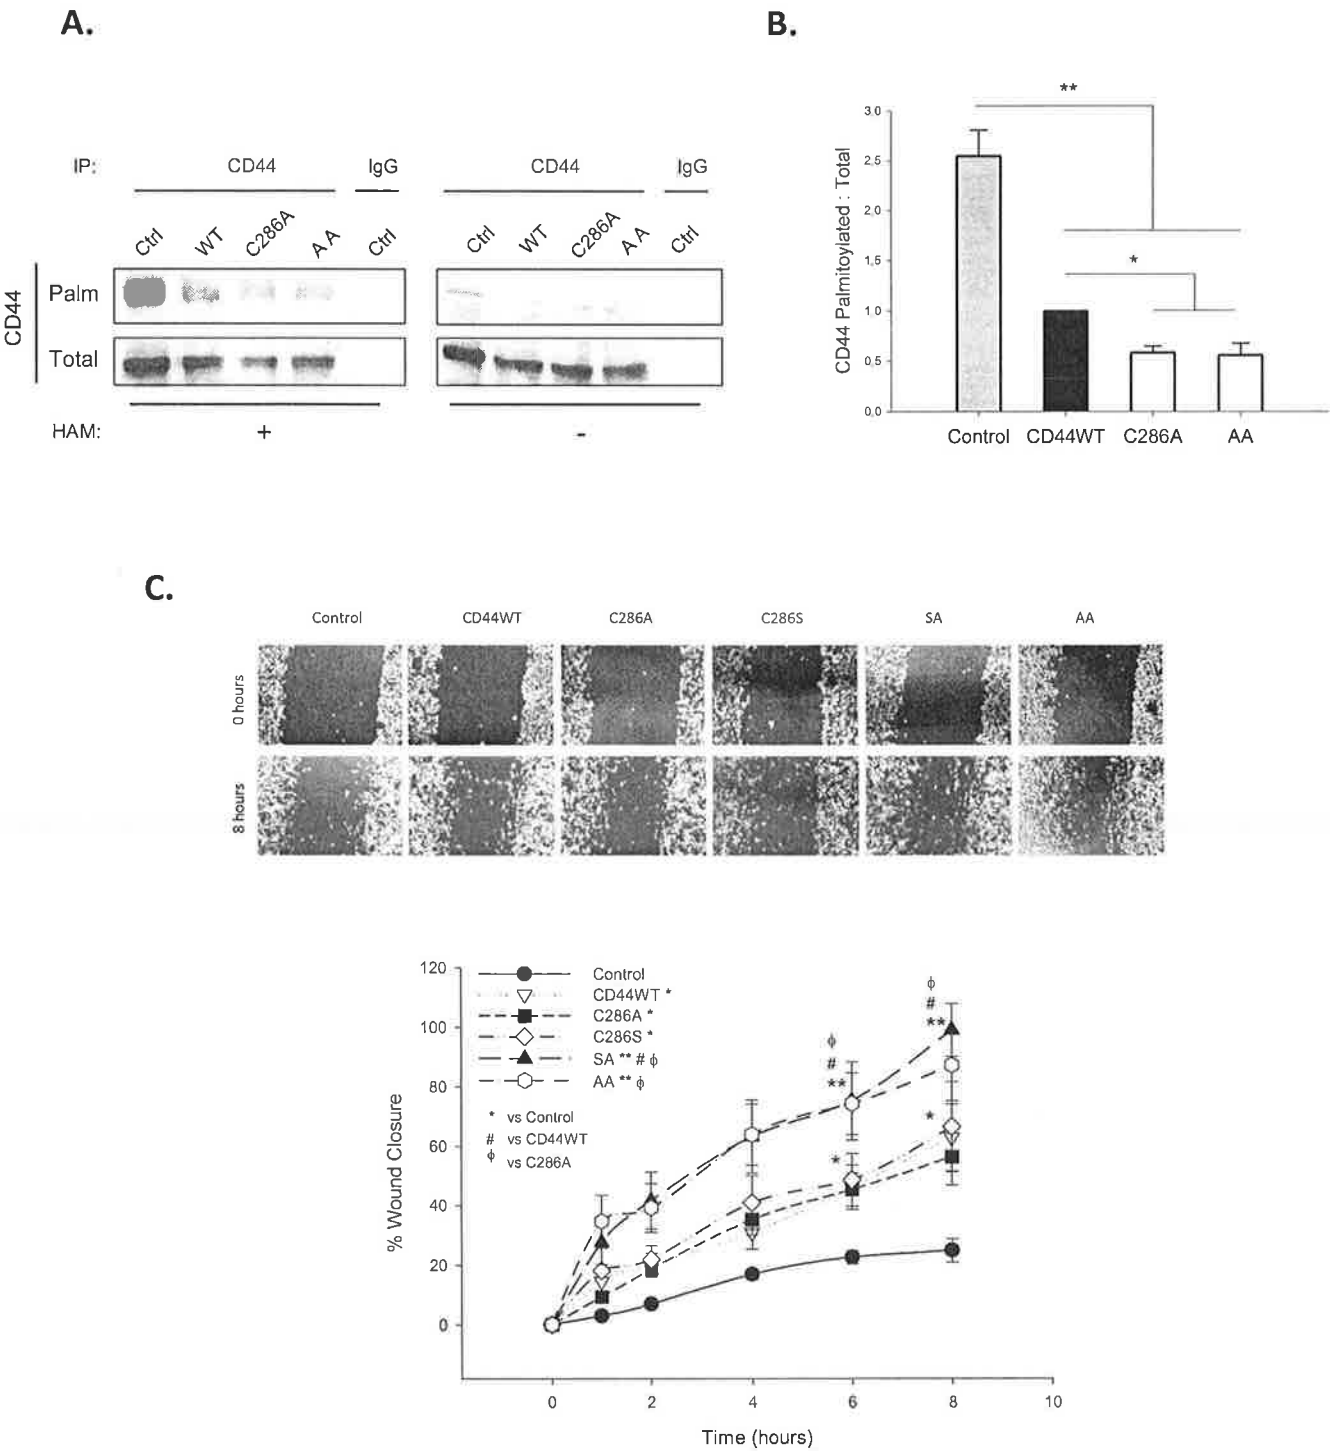 A.
IP: CD44 IgG CD44 IgG
Ctrl WT C286A AA Ctrl Ctrl WT C286A AA Ctrl
CD44
Palm
Total
HAM: + -
B.
**
*
CD44 Palmitoylated : Total
3.0
2.5
2.0
1.5
1.0
0.5
0.0
Control CD44WT C286A AA
C.
Control CD44WT C286A C286S SA AA
0 hours
8 hours
% Wound Closure
120
100
80
60
40
20
0
Control
CD44WT *
C286A *
C286S *
SA ** # ϕ
AA ** ϕ
* vs Control
# vs CD44WT
ϕ vs C286A
ϕ
#
**
*
ϕ
#
**
*
0 2 4 6 8 10
Time (hours)